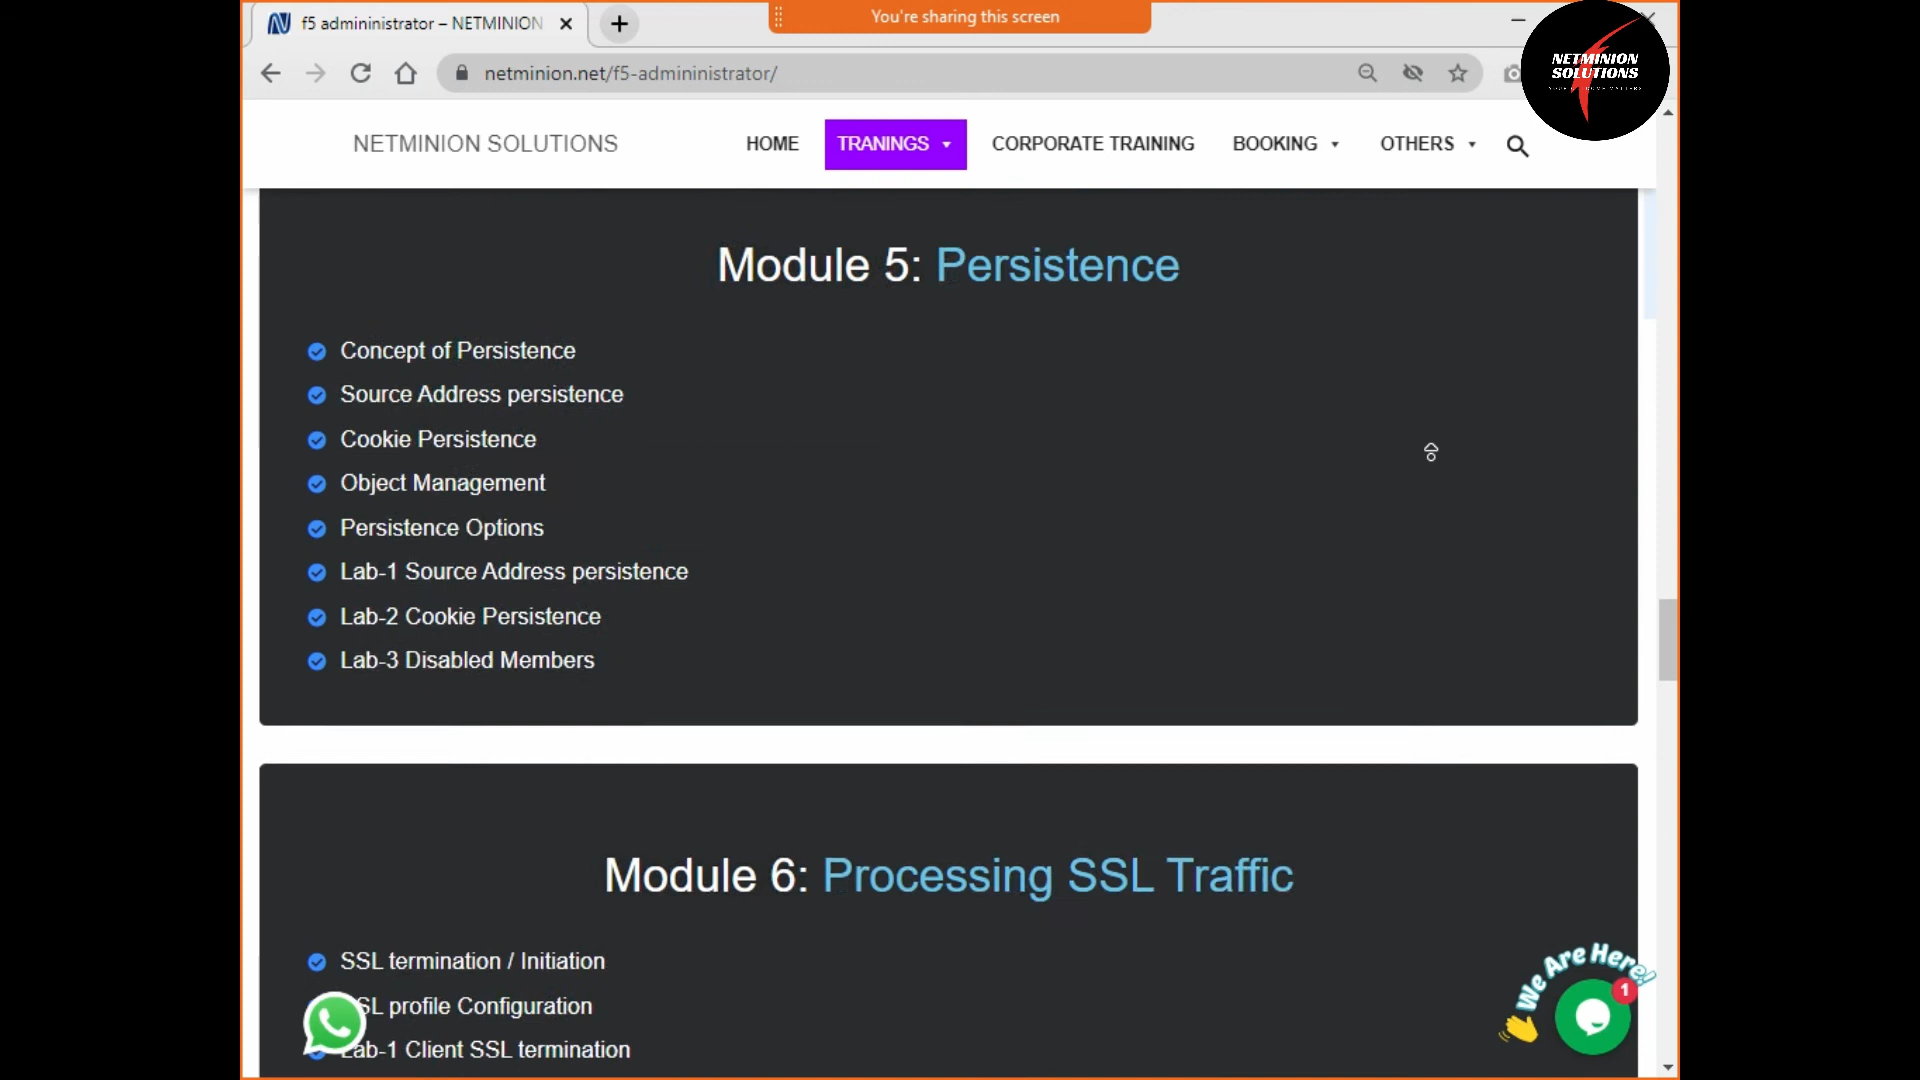 f5 admininistrator – NETMINION
You're sharing this screen
netminion.net/f5-admininistrator/
NETMINION
SOLUTIONS
NETMINION SOLUTIONS
HOME
TRANINGS
CORPORATE TRAINING
BOOKING
OTHERS
Module 5: Persistence
Concept of Persistence
Source Address persistence
Cookie Persistence
Object Management
Persistence Options
Lab-1 Source Address persistence
Lab-2 Cookie Persistence
Lab-3 Disabled Members
Module 6: Processing SSL Traffic
SSL termination / Initiation
SL profile Configuration
Lab-1 Client SSL termination
We Are Here!
1